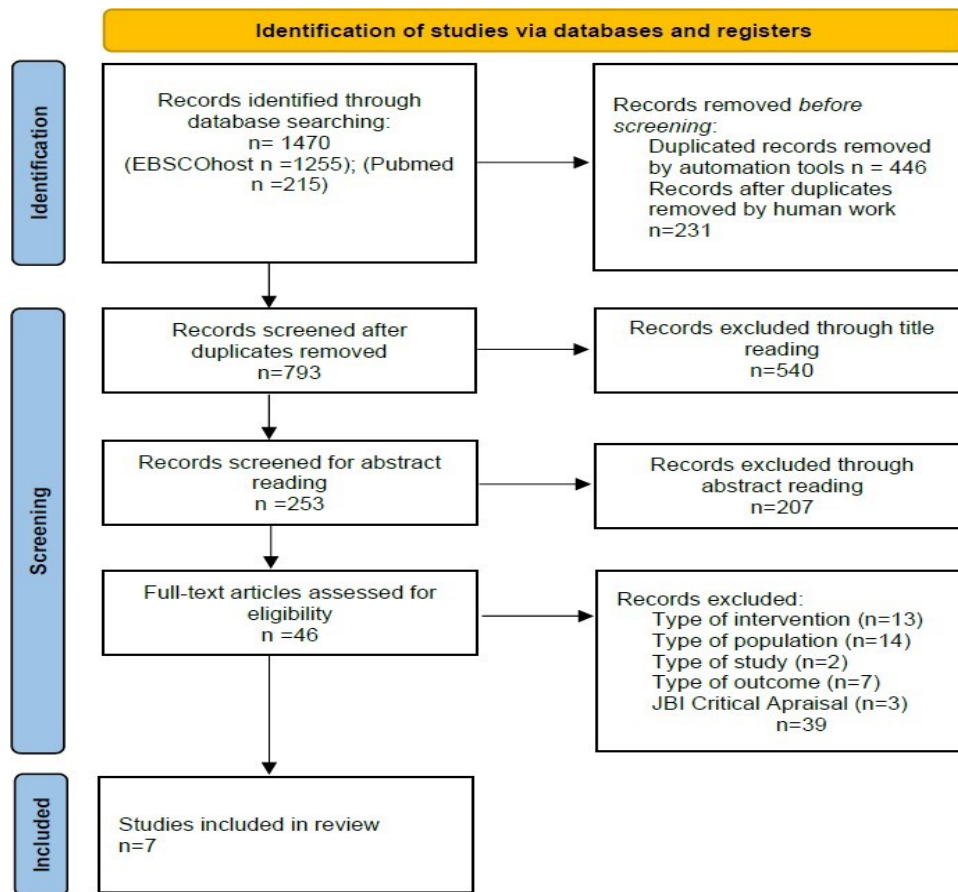 Identification of studies via databases and registers
Identification
Records identified through
database searching:
n= 1470
(EBSCOhost n =1255); (Pubmed
n =215)
Records removed before
screening:
Duplicated records removed
by automation tools n = 446
Records after duplicates
removed by human work
n=231
Screening
Records screened after
duplicates removed
n=793
Records excluded through title
reading
n=540
Records screened for abstract
reading
n =253
Records excluded through
abstract reading
n=207
Full-text articles assessed for
eligibility
n =46
Records excluded:
Type of intervention (n=13)
Type of population (n=14)
Type of study (n=2)
Type of outcome (n=7)
JBI Critical Appraisal (n=3)
n=39
Included
Studies included in review
n=7